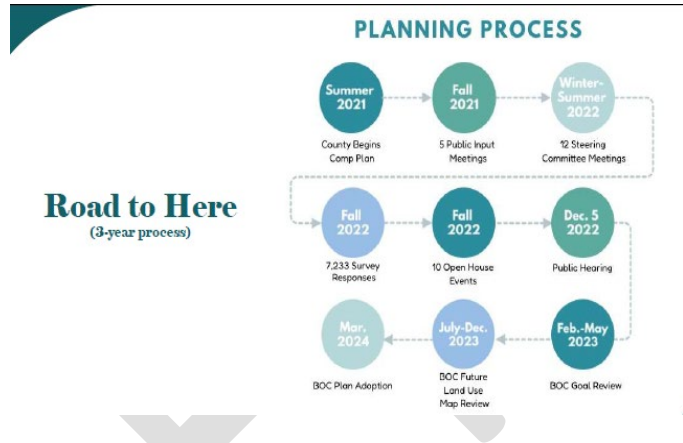 PLANNING PROCESS
Road to Here
(3-year process)
Summer
2021
County Begins
Comp Plan
Fall
2021
5 Public Input
Meetings
Winter-
Summer
2022
12 Steering
Committee Meetings
Fall
2022
7,233 Survey
Responses
Fall
2022
10 Open House
Events
Dec. 5
2022
Public Hearing
Feb.-May
2023
BOC Goal Review
July-Dec.
2023
BOC Future
Land Use
Map Review
Mar.
2024
BOC Plan Adoption